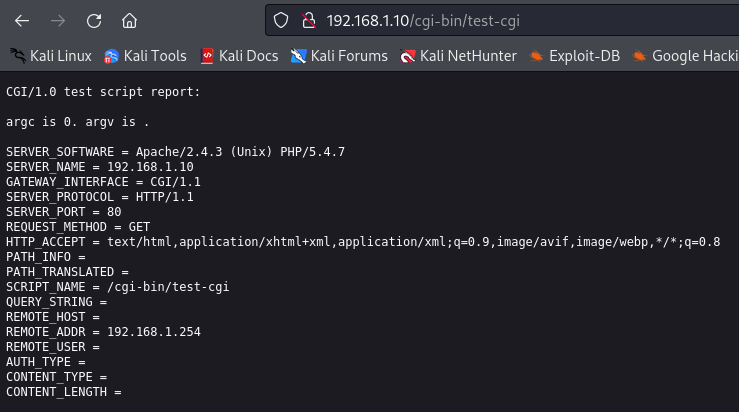 192.168.1.10/cgi-bin/test-cgi
Kali Linux Kali Tools Kali Docs Kali Forums Kali NetHunter Exploit-DB Google Hacki
CGI/1.0 test script report:
argc is 0. argv is .
SERVER_SOFTWARE = Apache/2.4.3 (Unix) PHP/5.4.7
SERVER_NAME = 192.168.1.10
GATEWAY_INTERFACE = CGI/1.1
SERVER_PROTOCOL = HTTP/1.1
SERVER_PORT = 80
REQUEST_METHOD = GET
HTTP_ACCEPT = text/html,application/xhtml+xml,application/xml;q=0.9,image/avif,image/webp,*/*;q=0.8
PATH_INFO =
PATH_TRANSLATED =
SCRIPT_NAME = /cgi-bin/test-cgi
QUERY_STRING =
REMOTE_HOST =
REMOTE_ADDR = 192.168.1.254
REMOTE_USER =
AUTH_TYPE =
CONTENT_TYPE =
CONTENT_LENGTH =